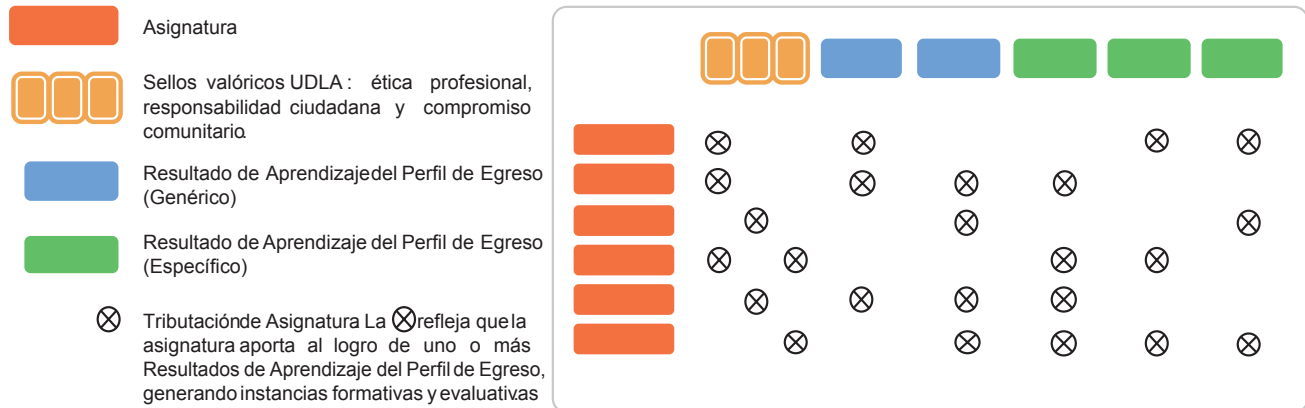 Asignatura
Sellos valóricos UDLA : ética profesional,
responsabilidad ciudadana y compromiso
comunitario.
Resultado de Aprendizaje del Perfil de Egreso
(Genérico)
Resultado de Aprendizaje del Perfil de Egreso
(Específico)
Tributación de Asignatura. La ⊗ refleja que la
asignatura aporta al logro de uno o más
Resultados de Aprendizaje del Perfil de Egreso,
generando instancias formativas y evaluativas